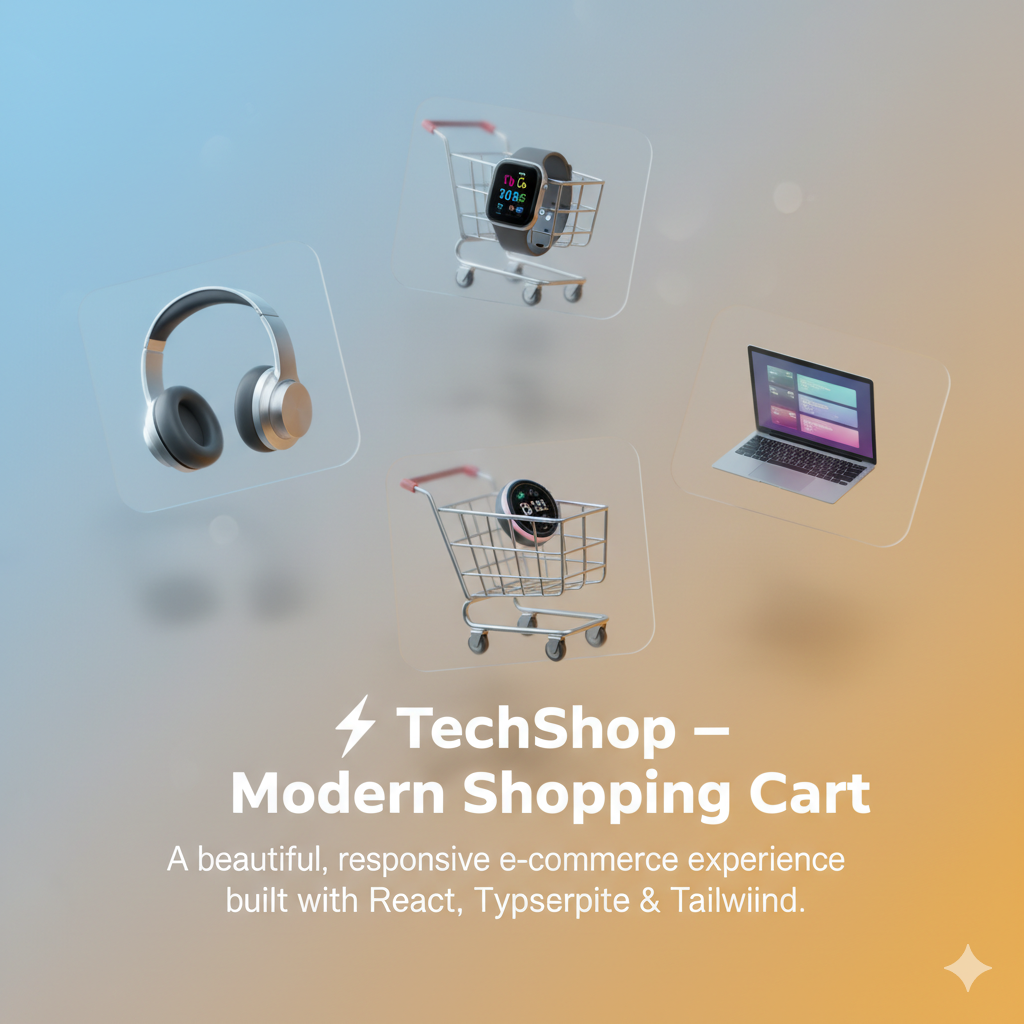 ⚡ TechShop –
Modern Shopping Cart
A beautiful, responsive e-commerce experience
built with React, Typserpite & Tailwiind.